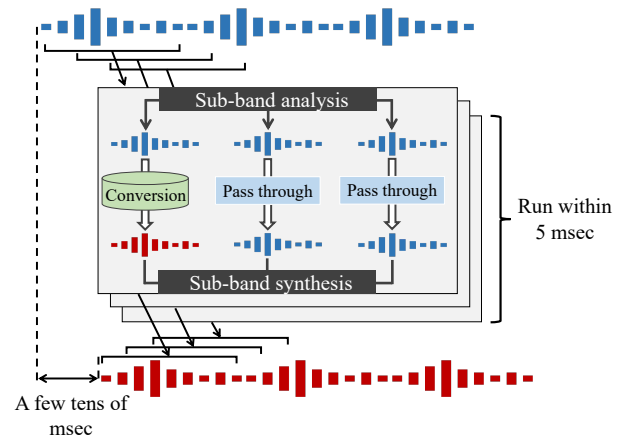 Sub-band analysis
Conversion
Pass through
Pass through
Sub-band synthesis
Run within
5 msec
A few tens of
msec